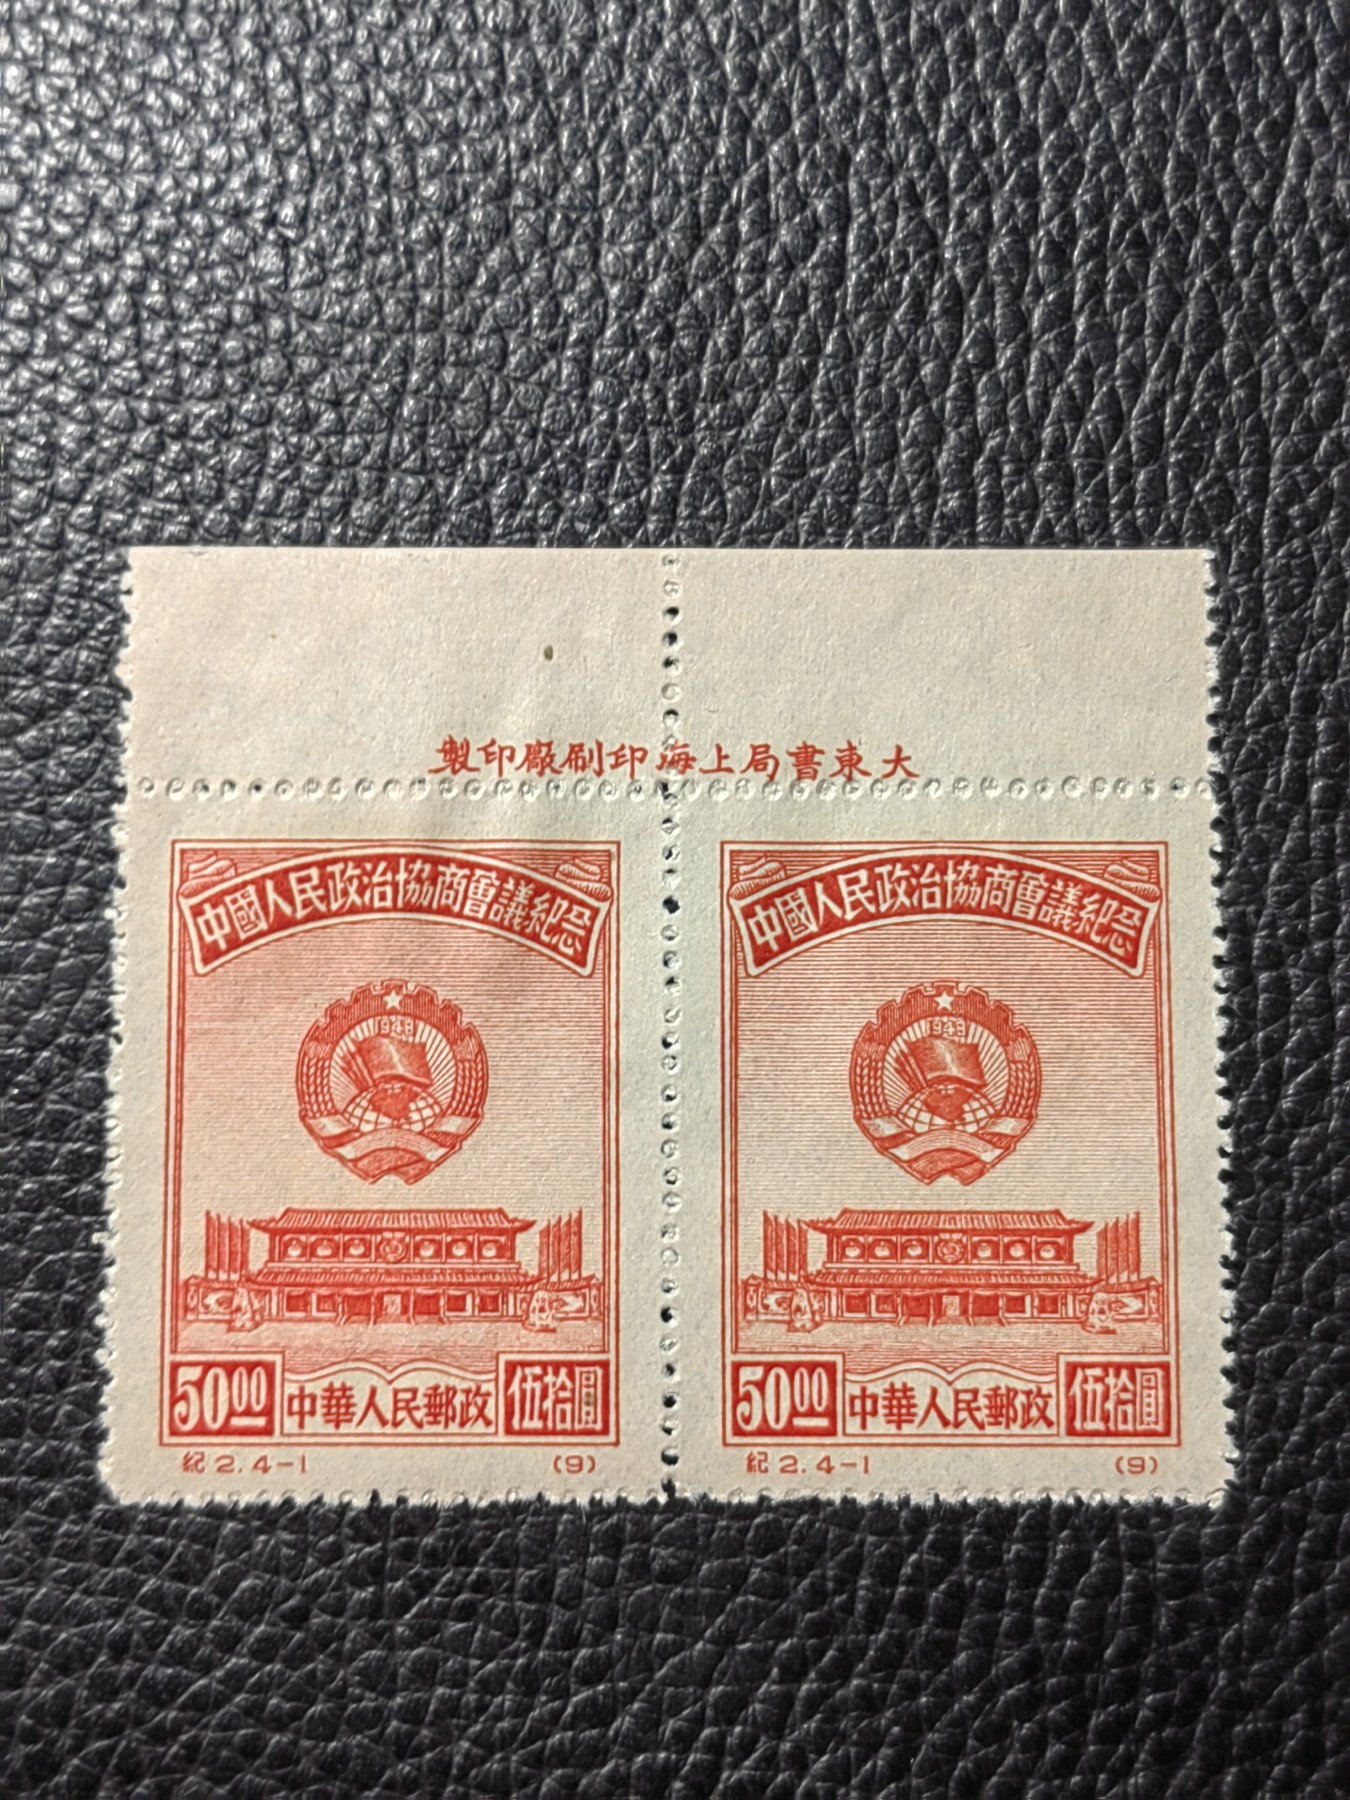 大東書局上海印刷廠印製
中國人民政治協商會議紀念
1949
50.00
中華人民郵政
伍拾圓
紀 2. 4-1
(9)
中國人民政治協商會議紀念
1949
50.00
中華人民郵政
伍拾圓
紀 2. 4-1
(9)